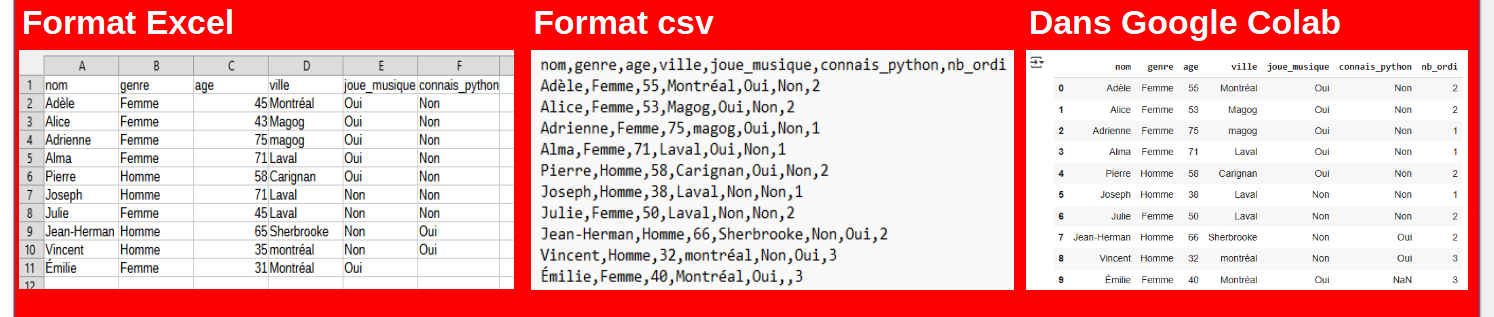 Format Excel
A B C D E F
1 nom genre age ville joue_musique connais_python
2 Adèle Femme 45 Montréal Oui Non
3 Alice Femme 43 Magog Oui Non
4 Adrienne Femme 75 magog Oui Non
5 Alma Femme 71 Laval Oui Non
6 Pierre Homme 58 Carignan Oui Non
7 Joseph Homme 71 Laval Non Non
8 Julie Femme 45 Laval Non Non
9 Jean-Herman Homme 65 Sherbrooke Non Oui
10 Vincent Homme 35 montréal Non Oui
11 Émilie Femme 31 Montréal Oui
12
Format csv
nom,genre,age,ville,joue_musique,connais_python,nb_ordi
Adèle,Femme,55,Montréal,Oui,Non,2
Alice,Femme,53,Magog,Oui,Non,2
Adrienne,Femme,75,magog,Oui,Non,1
Alma,Femme,71,Laval,Oui,Non,1
Pierre,Homme,58,Carignan,Oui,Non,2
Joseph,Homme,38,Laval,Non,Non,1
Julie,Femme,50,Laval,Non,Non,2
Jean-Herman,Homme,66,Sherbrooke,Non,Oui,2
Vincent,Homme,32,montréal,Non,Oui,3
Émilie,Femme,40,Montréal,Oui,,3
Dans Google Colab
nom genre age ville joue_musique connais_python nb_ordi
0 Adèle Femme 55 Montréal Oui Non 2
1 Alice Femme 53 Magog Oui Non 2
2 Adrienne Femme 75 magog Oui Non 1
3 Alma Femme 71 Laval Oui Non 1
4 Pierre Homme 58 Carignan Oui Non 2
5 Joseph Homme 38 Laval Non Non 1
6 Julie Femme 50 Laval Non Non 2
7 Jean-Herman Homme 66 Sherbrooke Non Oui 2
8 Vincent Homme 32 montréal Non Oui 3
9 Émilie Femme 40 Montréal Oui NaN 3